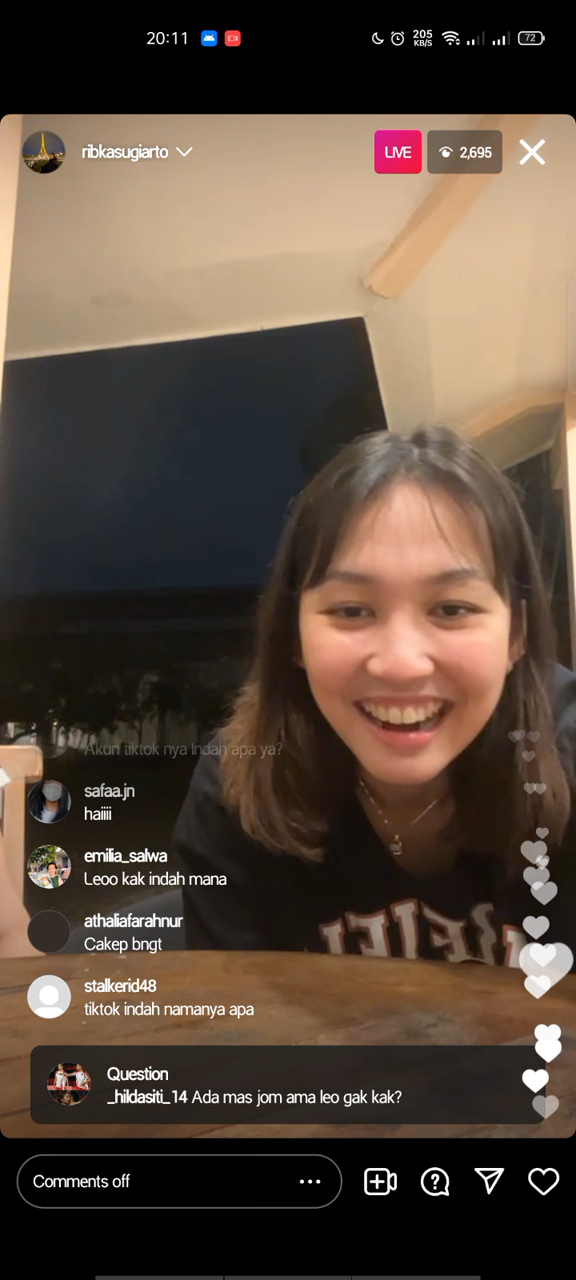 20:11
205
KB/S
72
ribkasugiarto
LIVE
2,695
Akun tiktok nya Indah apa ya?
safaa.jn
haiiii
emilia_salwa
Leoo kak indah mana
athaliafarahnur
Cakep bngt
stalkerid48
tiktok indah namanya apa
Question
_hildasiti_14 Ada mas jom ama leo gak kak?
Comments off